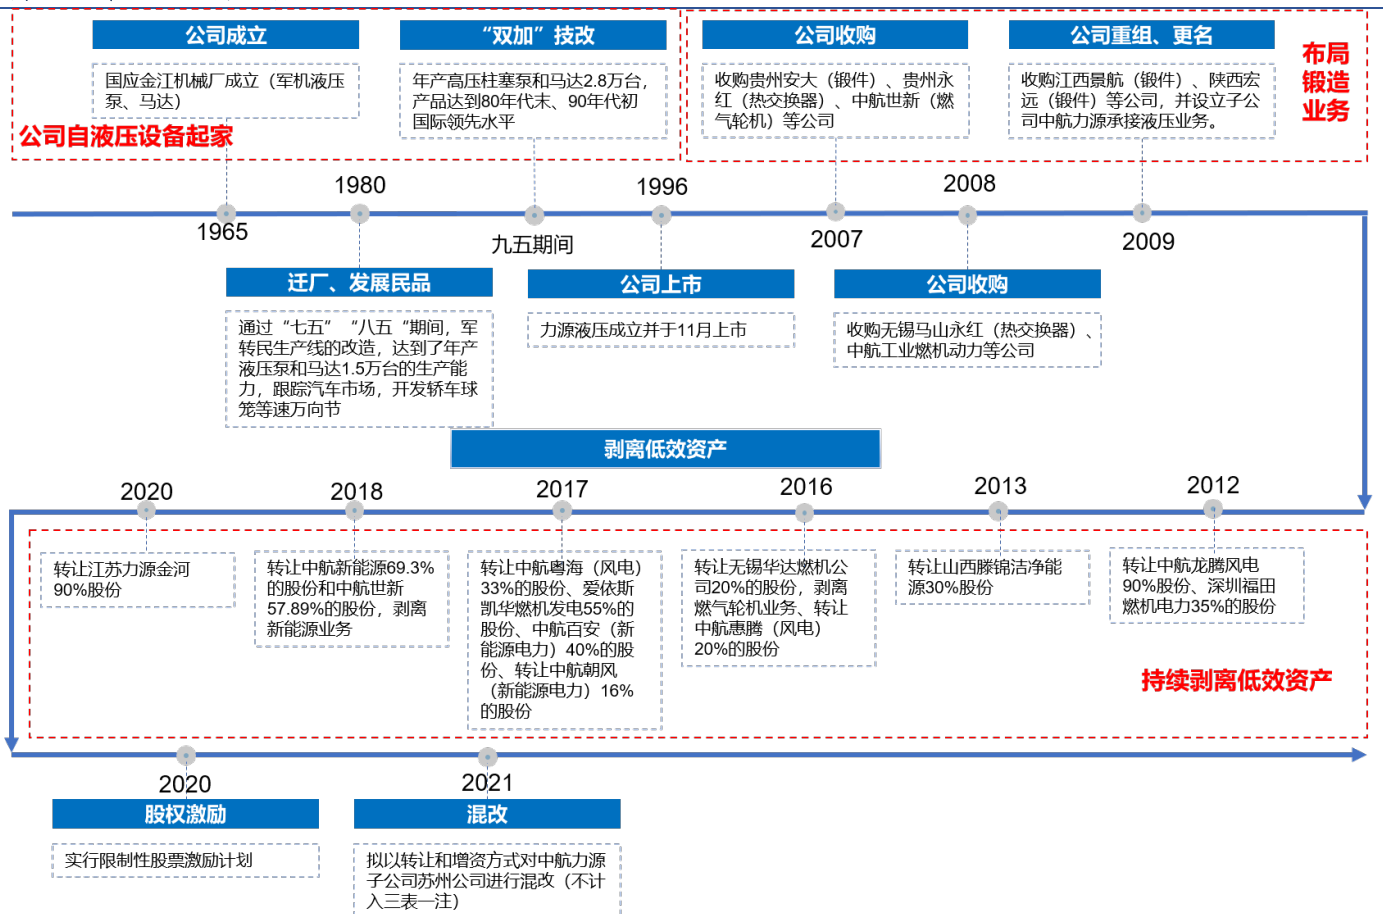 公司成立
国应金江机械厂成立（军机液压
泵、马达）
公司自液压设备起家
“双加”技改
年产高压柱塞泵和马达2.8万台，
产品达到80年代末、90年代初
国际领先水平
公司收购
收购贵州安大（锻件）、贵州永
红（热交换器）、中航世新（燃
气轮机）等公司
公司重组、更名
收购江西景航（锻件）、陕西宏
远（锻件）等公司，并设立子公
司中航力源承接液压业务。
布局
锻造
业务
1965
1980
九五期间
1996
2007
2008
2009
迁厂、发展民品
通过“七五”“八五“期间，军
转民生产线的改造，达到了年产
液压泵和马达1.5万台的生产能
力，跟踪汽车市场，开发轿车球
笼等速万向节
公司上市
力源液压成立并于11月上市
公司收购
收购无锡马山永红（热交换器）、
中航工业燃机动力等公司
剥离低效资产
2020
2018
2017
2016
2013
2012
转让江苏力源金河
90%股份
转让中航新能源69.3%
的股份和中航世新
57.89%的股份，剥离
新能源业务
转让中航粤海（风电）
33%的股份、爱依斯
凯华燃机发电55%的
股份、中航百安（新
能源电力）40%的股
份、转让中航朝风
（新能源电力）16%
的股份
转让无锡华达燃机公
司20%的股份，剥离
燃气轮机业务、转让
中航惠腾（风电）
20%的股份
转让山西滕锦洁净能
源30%股份
转让中航龙腾风电
90%股份、深圳福田
燃机电力35%的股份
持续剥离低效资产
2020
2021
股权激励
实行限制性股票激励计划
混改
拟以转让和增资方式对中航力源
子公司苏州公司进行混改（不计
入三表一注）